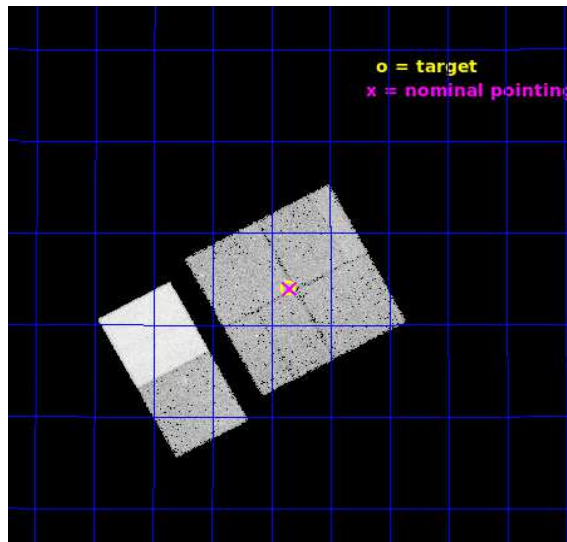 o = target
x = nominal pointing